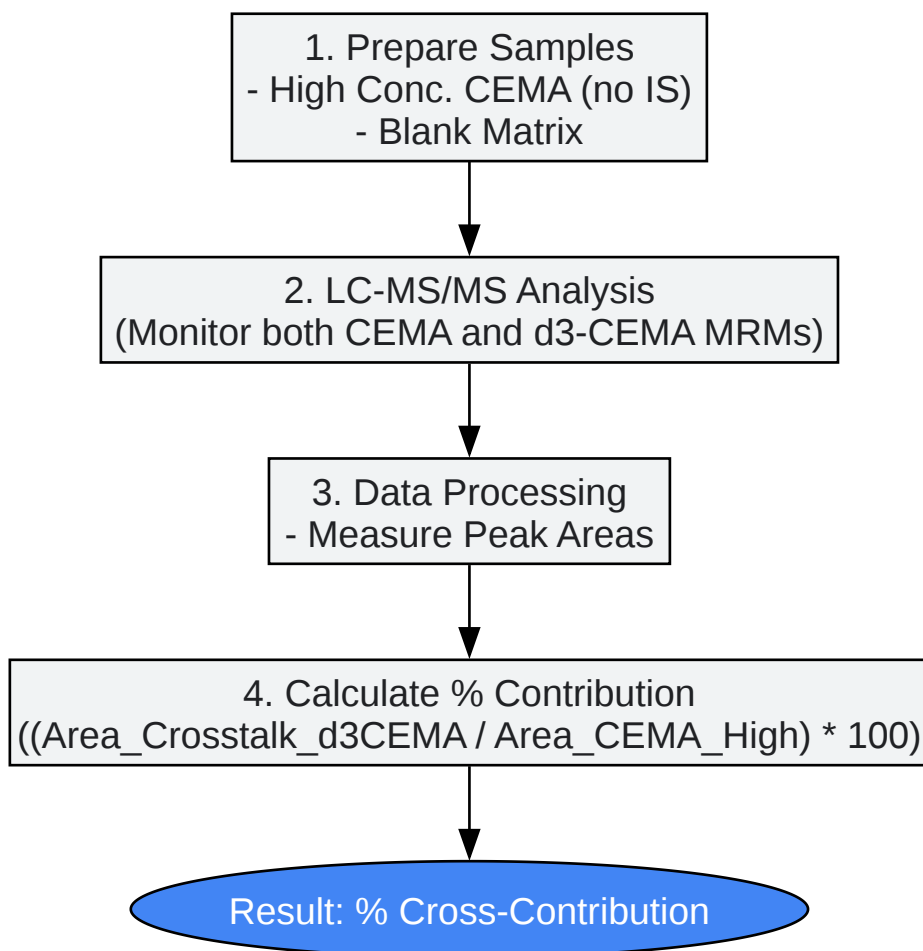 1. Prepare Samples
- High Conc. CEMA (no IS)
- Blank Matrix
2. LC-MS/MS Analysis
(Monitor both CEMA and d3-CEMA MRMs)
3. Data Processing
- Measure Peak Areas
4. Calculate % Contribution
((Area_Crosstalk_d3CEMA / Area_CEMA_High) * 100)
Result: % Cross-Contribution